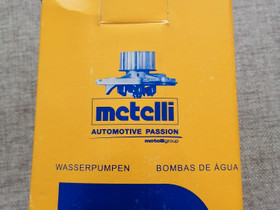 metelli
AUTOMOTIVE PASSION
metelligroup
WASSERPUMPEN BOMBAS DE ÁGUA